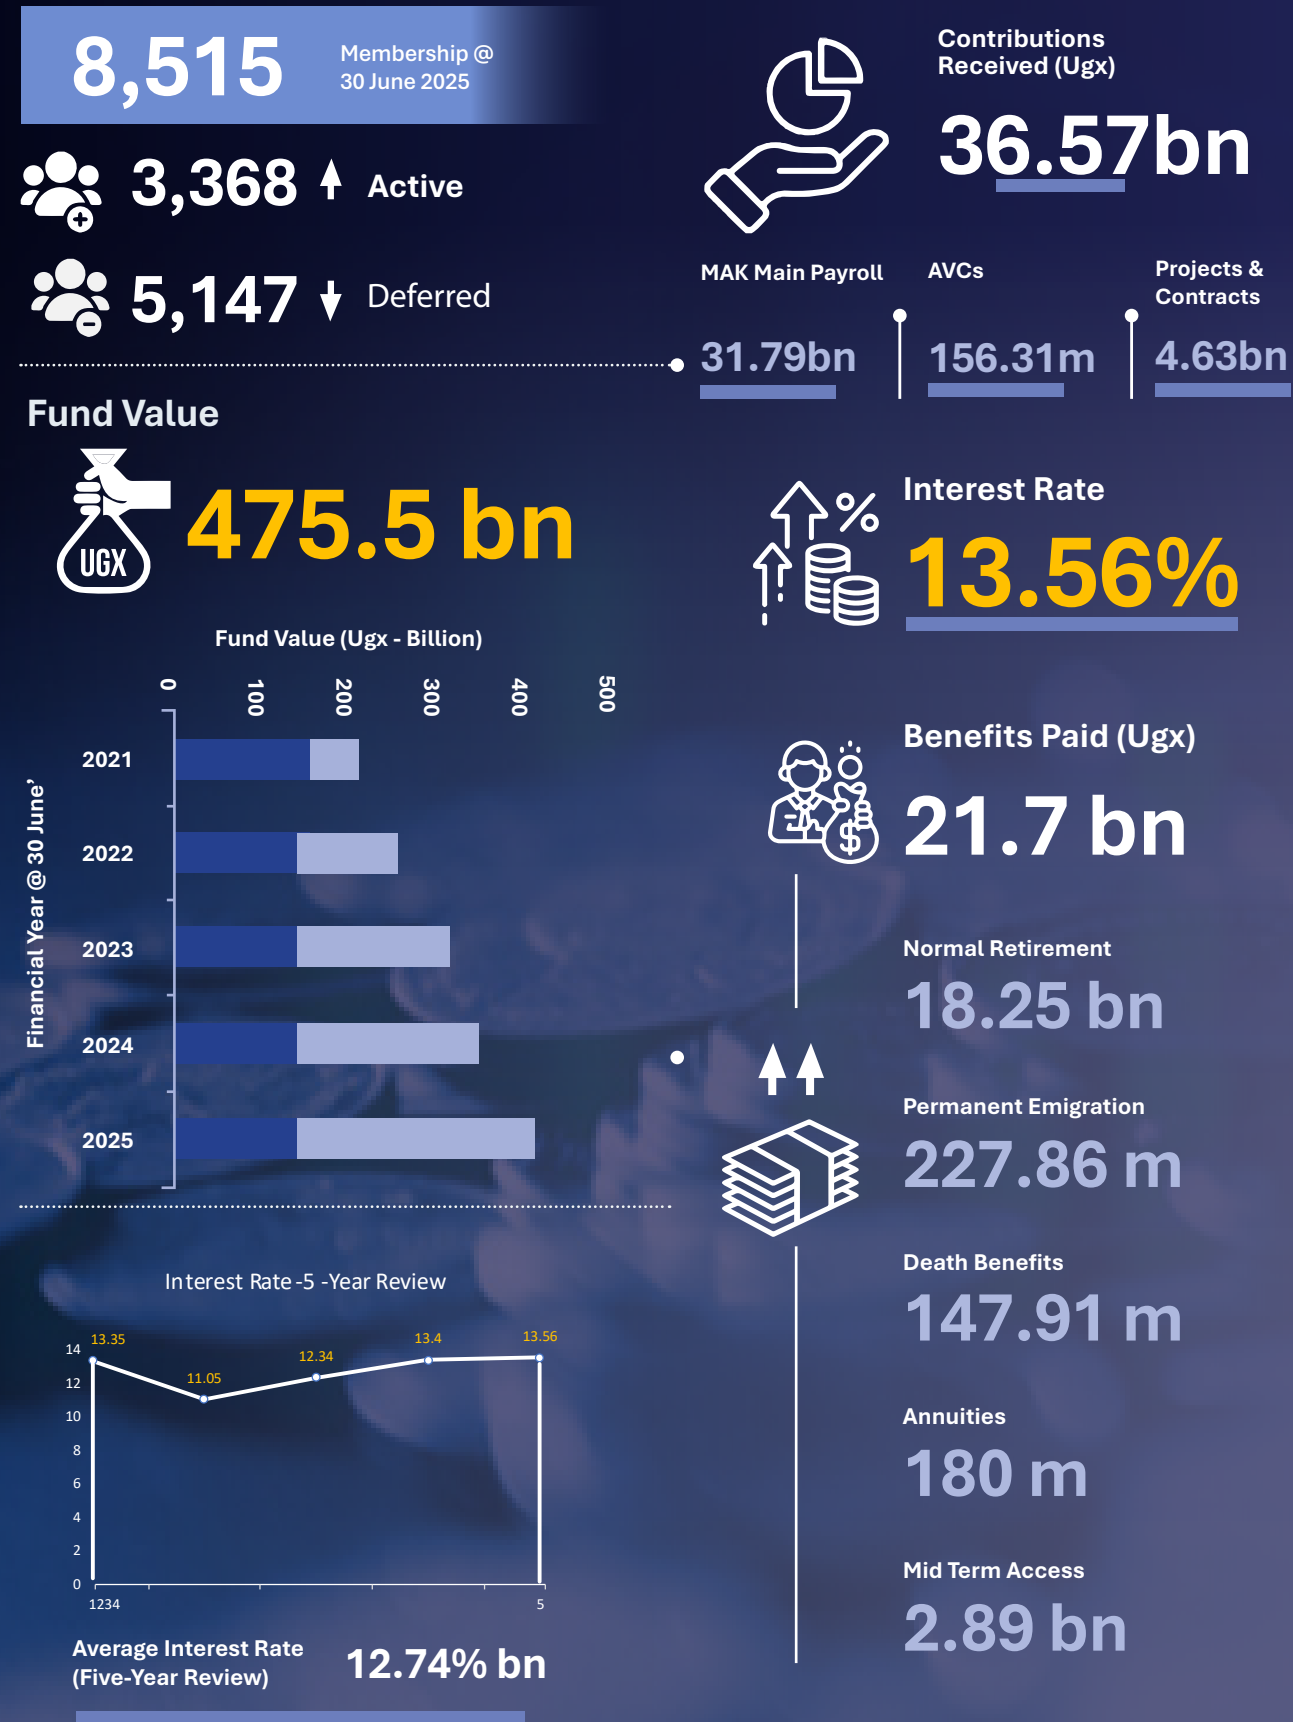 8,515
Membership @
30 June 2025
3,368
Active
5,147
Deferred
Contributions
Received (Ugx)
36.57bn
MAK Main Payroll
31.79bn
AVCs
156.31m
Projects &
Contracts
4.63bn
Fund Value
UGX
475.5 bn
Interest Rate
%
13.56%
Fund Value (Ugx - Billion)
0
100
200
300
400
500
Financial Year @ 30 June’
2021
2022
2023
2024
2025
Benefits Paid (Ugx)
$
21.7 bn
Normal Retirement
18.25 bn
Permanent Emigration
227.86 m
Death Benefits
147.91 m
Annuities
180 m
Mid Term Access
2.89 bn
Interest Rate -5 -Year Review
13.35
11.05
12.34
13.4
13.56
14
12
10
8
6
4
2
0
1234
5
Average Interest Rate
(Five-Year Review)
12.74% bn